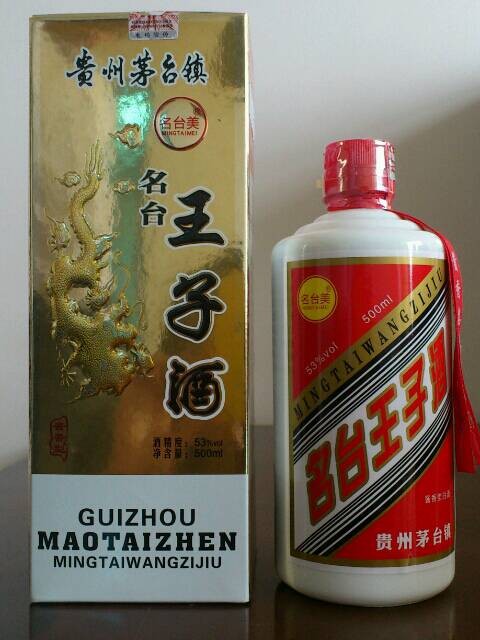 贵州茅台镇
名台美
MINGTAIMEI
名台
王子酒
酒精度：53%vol
净含量：500ml
GUIZHOU
MAOTAIZHEN
MINGTAIWANGZIJIU
名台美
53%vol 500ml
MINGTAIWANGZIJIU
名台王子酒
贵州茅台镇